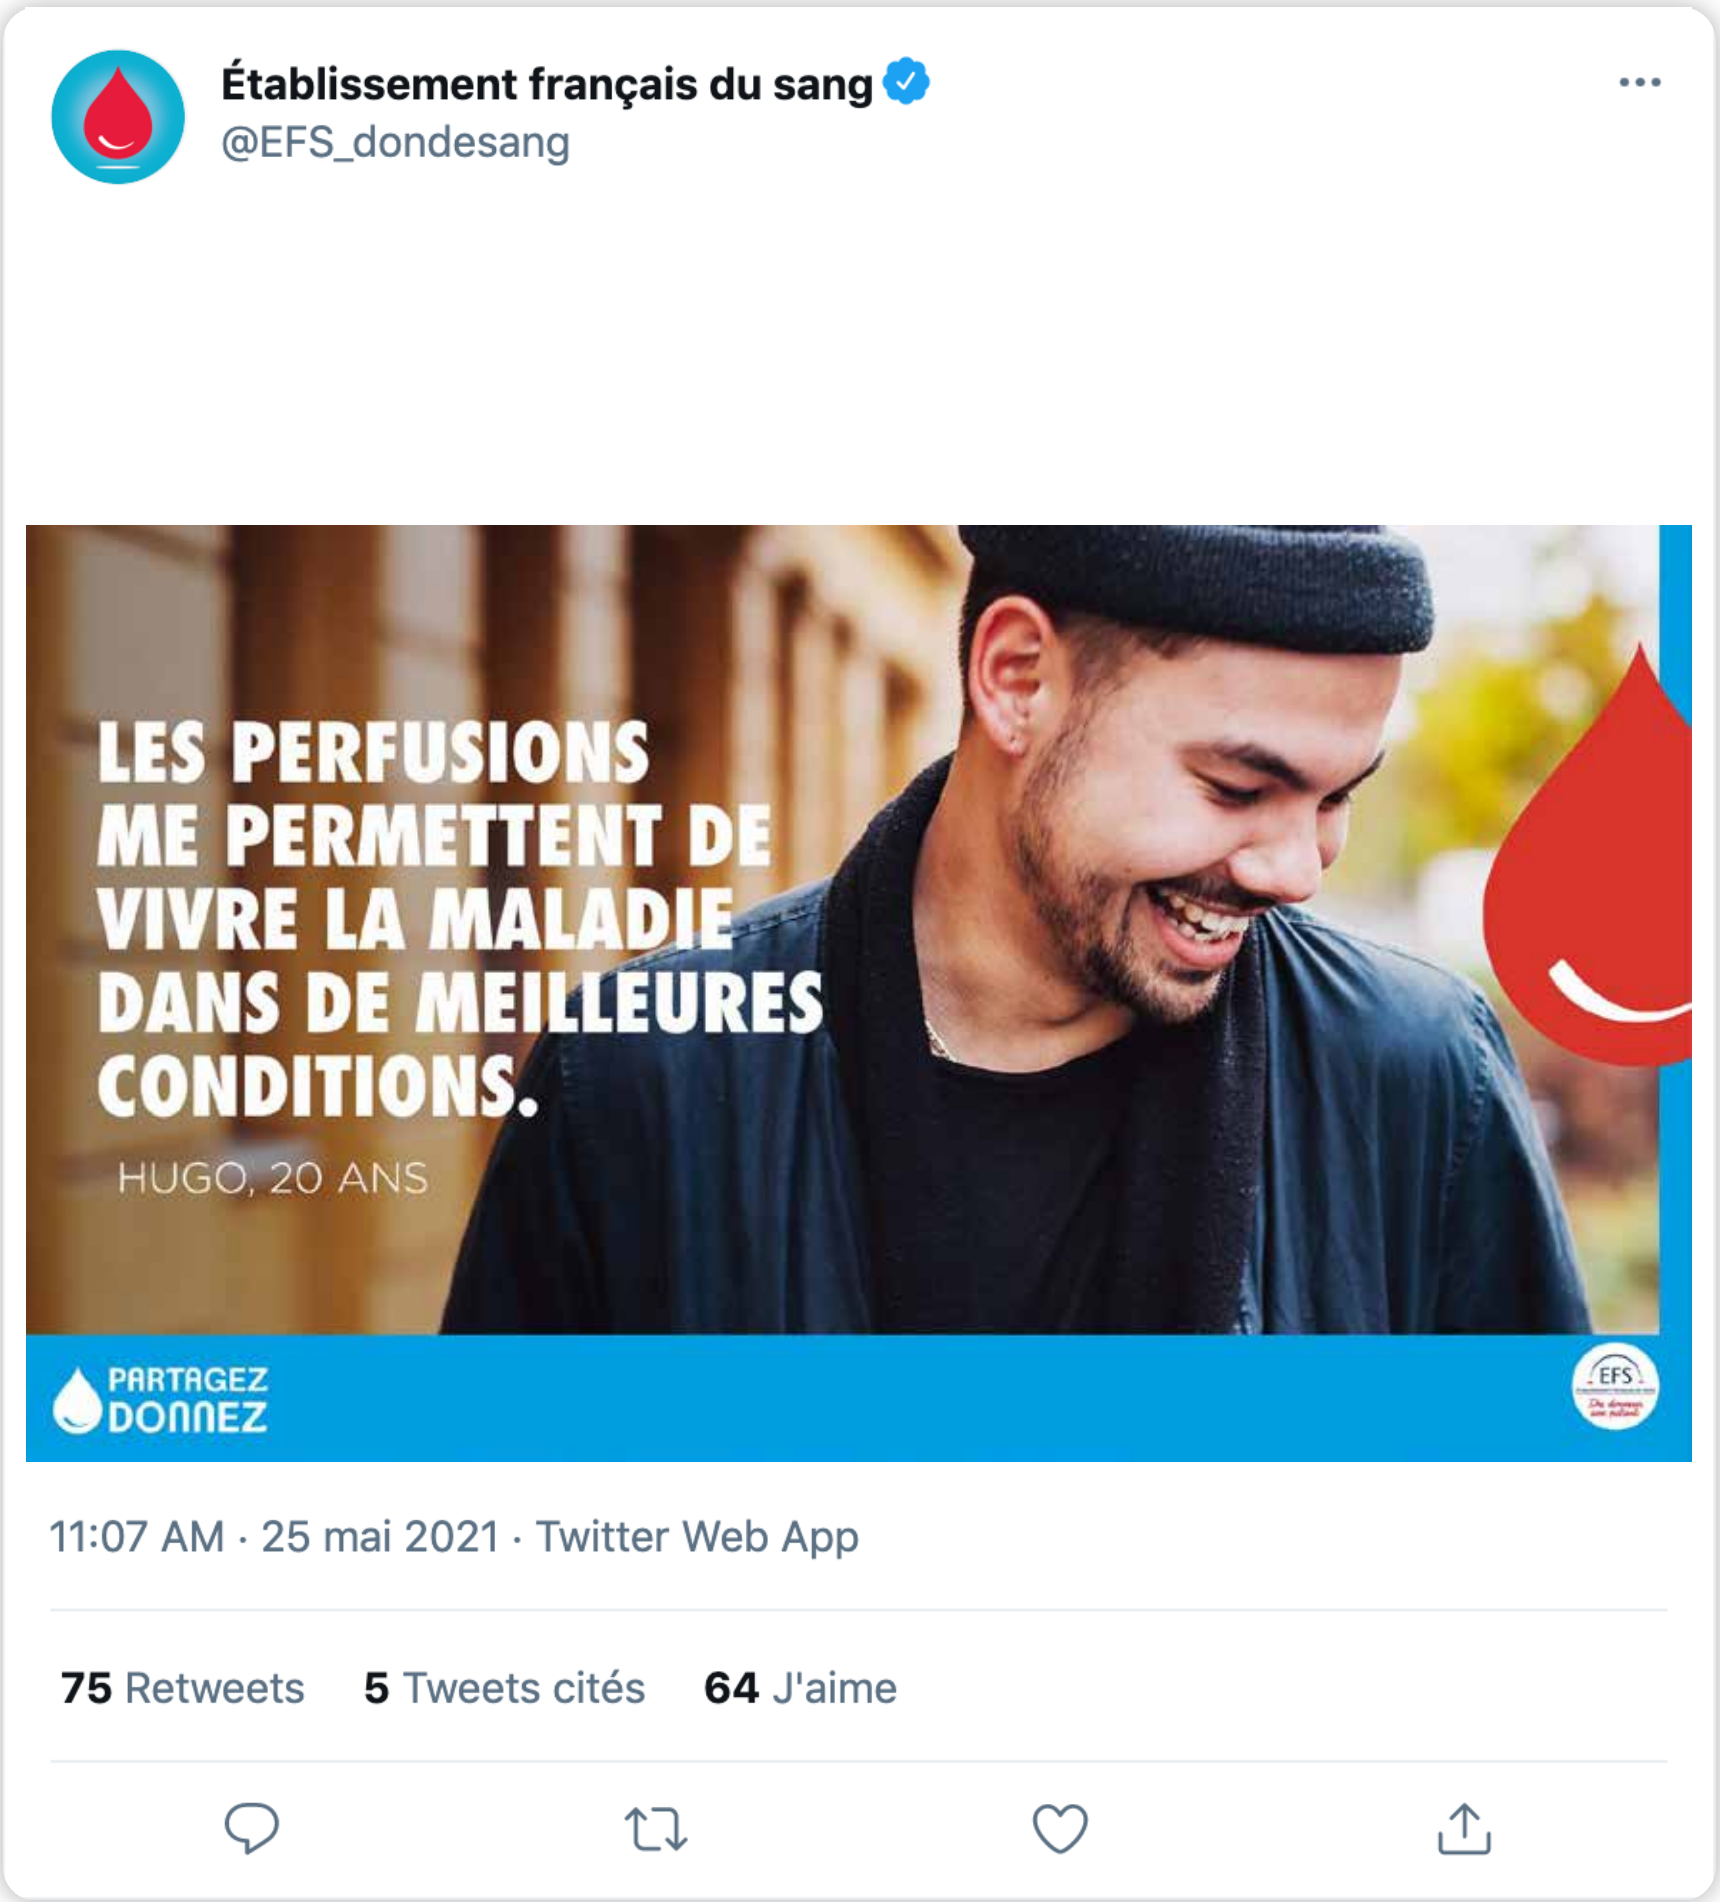 Établissement français du sang
@EFS_dondesang
LES PERFUSIONS
ME PERMETTENT DE
VIVRE LA MALADIE
DANS DE MEILLEURES
CONDITIONS.
HUGO, 20 ANS
PARTAGEZ
DONNEZ
EFS
11:07 AM · 25 mai 2021 · Twitter Web App
75 Retweets 5 Tweets cités 64 J'aime